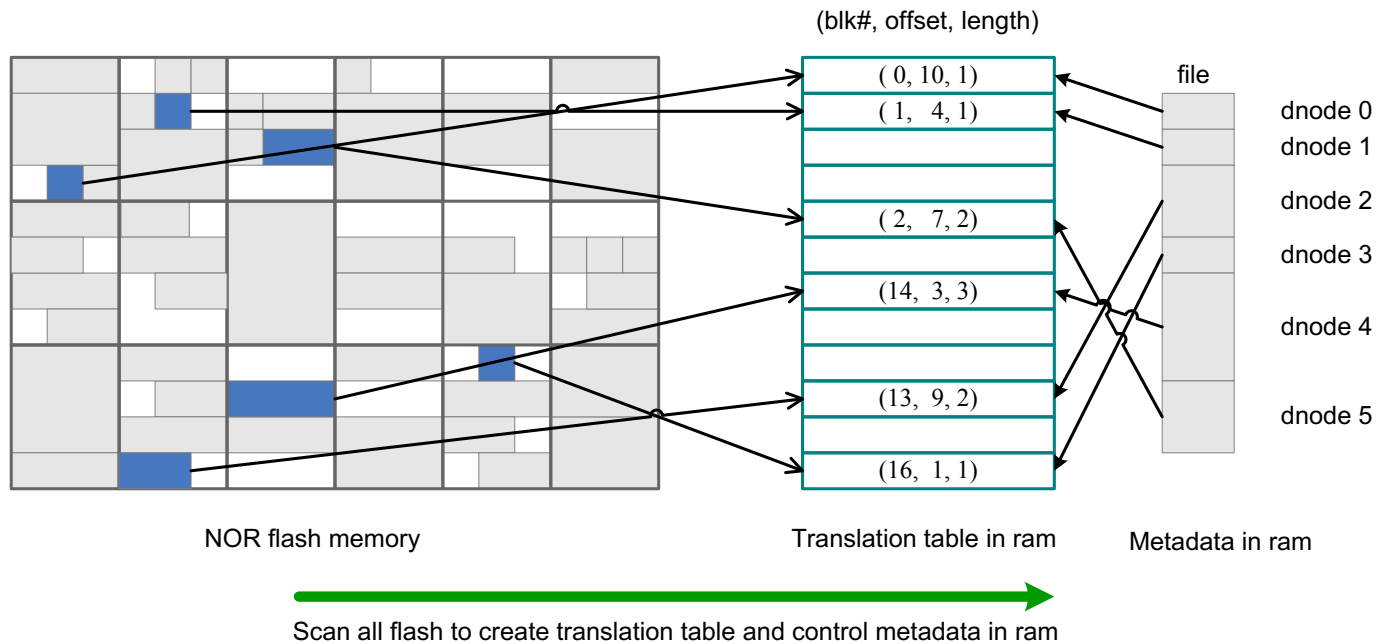 (blk#, offset, length)
( 0, 10, 1)
file
( 1, 4, 1)
dnode 0
dnode 1
dnode 2
( 2, 7, 2)
dnode 3
(14, 3, 3)
dnode 4
(13, 9, 2)
dnode 5
(16, 1, 1)
NOR flash memory
Translation table in ram
Metadata in ram
Scan all flash to create translation table and control metadata in ram